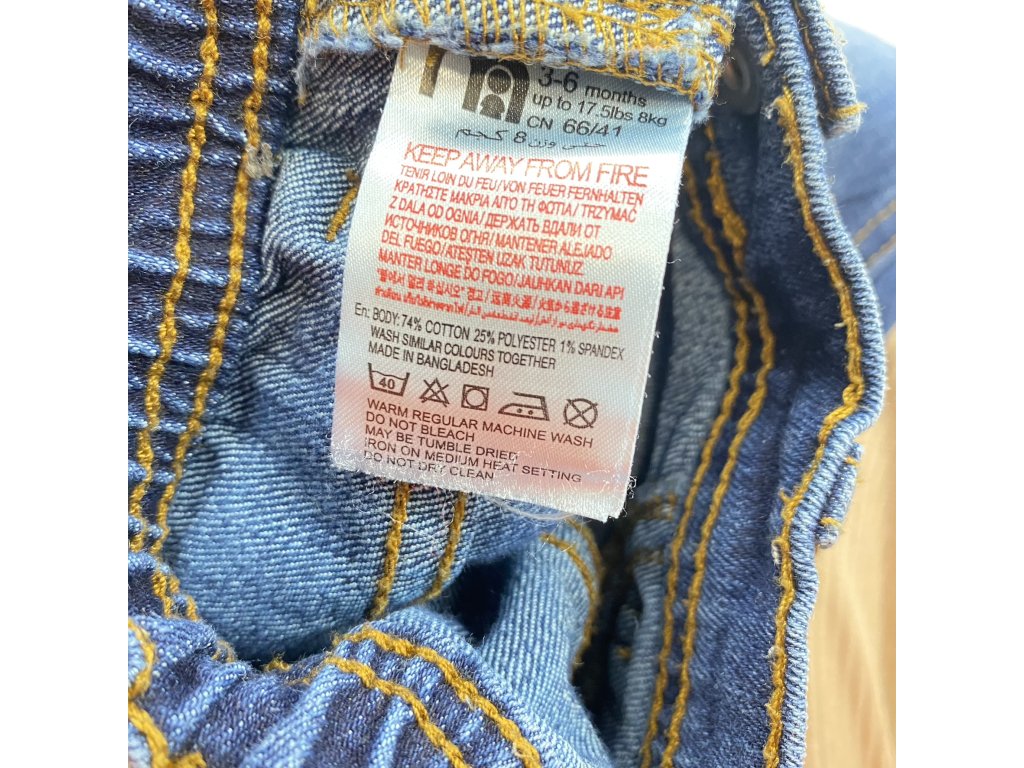 3-6 months
up to 17.5lbs 8kg
CN 66/41
حتى وزن 8 كجم
KEEP AWAY FROM FIRE
TENIR LOIN DU FEU/VON FEUER FERNHALTEN
ΚΡΑΤΗΣΤΕ ΜΑΚΡΙΑ ΑΠΟ ΤΗ ΦΩΤΙΑ/ TRZYMAĆ
Z DALA OD OGNIA/ ДЕРЖАТЬ ВДАЛИ ОТ
ИСТОЧНИКОВ ОГНЯ/ MANTENER ALEJADO
DEL FUEGO/ATEŞTEN UZAK TUTUNUZ
MANTER LONGE DO FOGO/JAUHKAN DARI API
En: BODY:74% COTTON 25% POLYESTER 1% SPANDEX
WASH SIMILAR COLOURS TOGETHER
MADE IN BANGLADESH
40
WARM REGULAR MACHINE WASH
DO NOT BLEACH
MAY BE TUMBLE DRIED
IRON ON MEDIUM HEAT SETTING
DO NOT DRY CLEAN